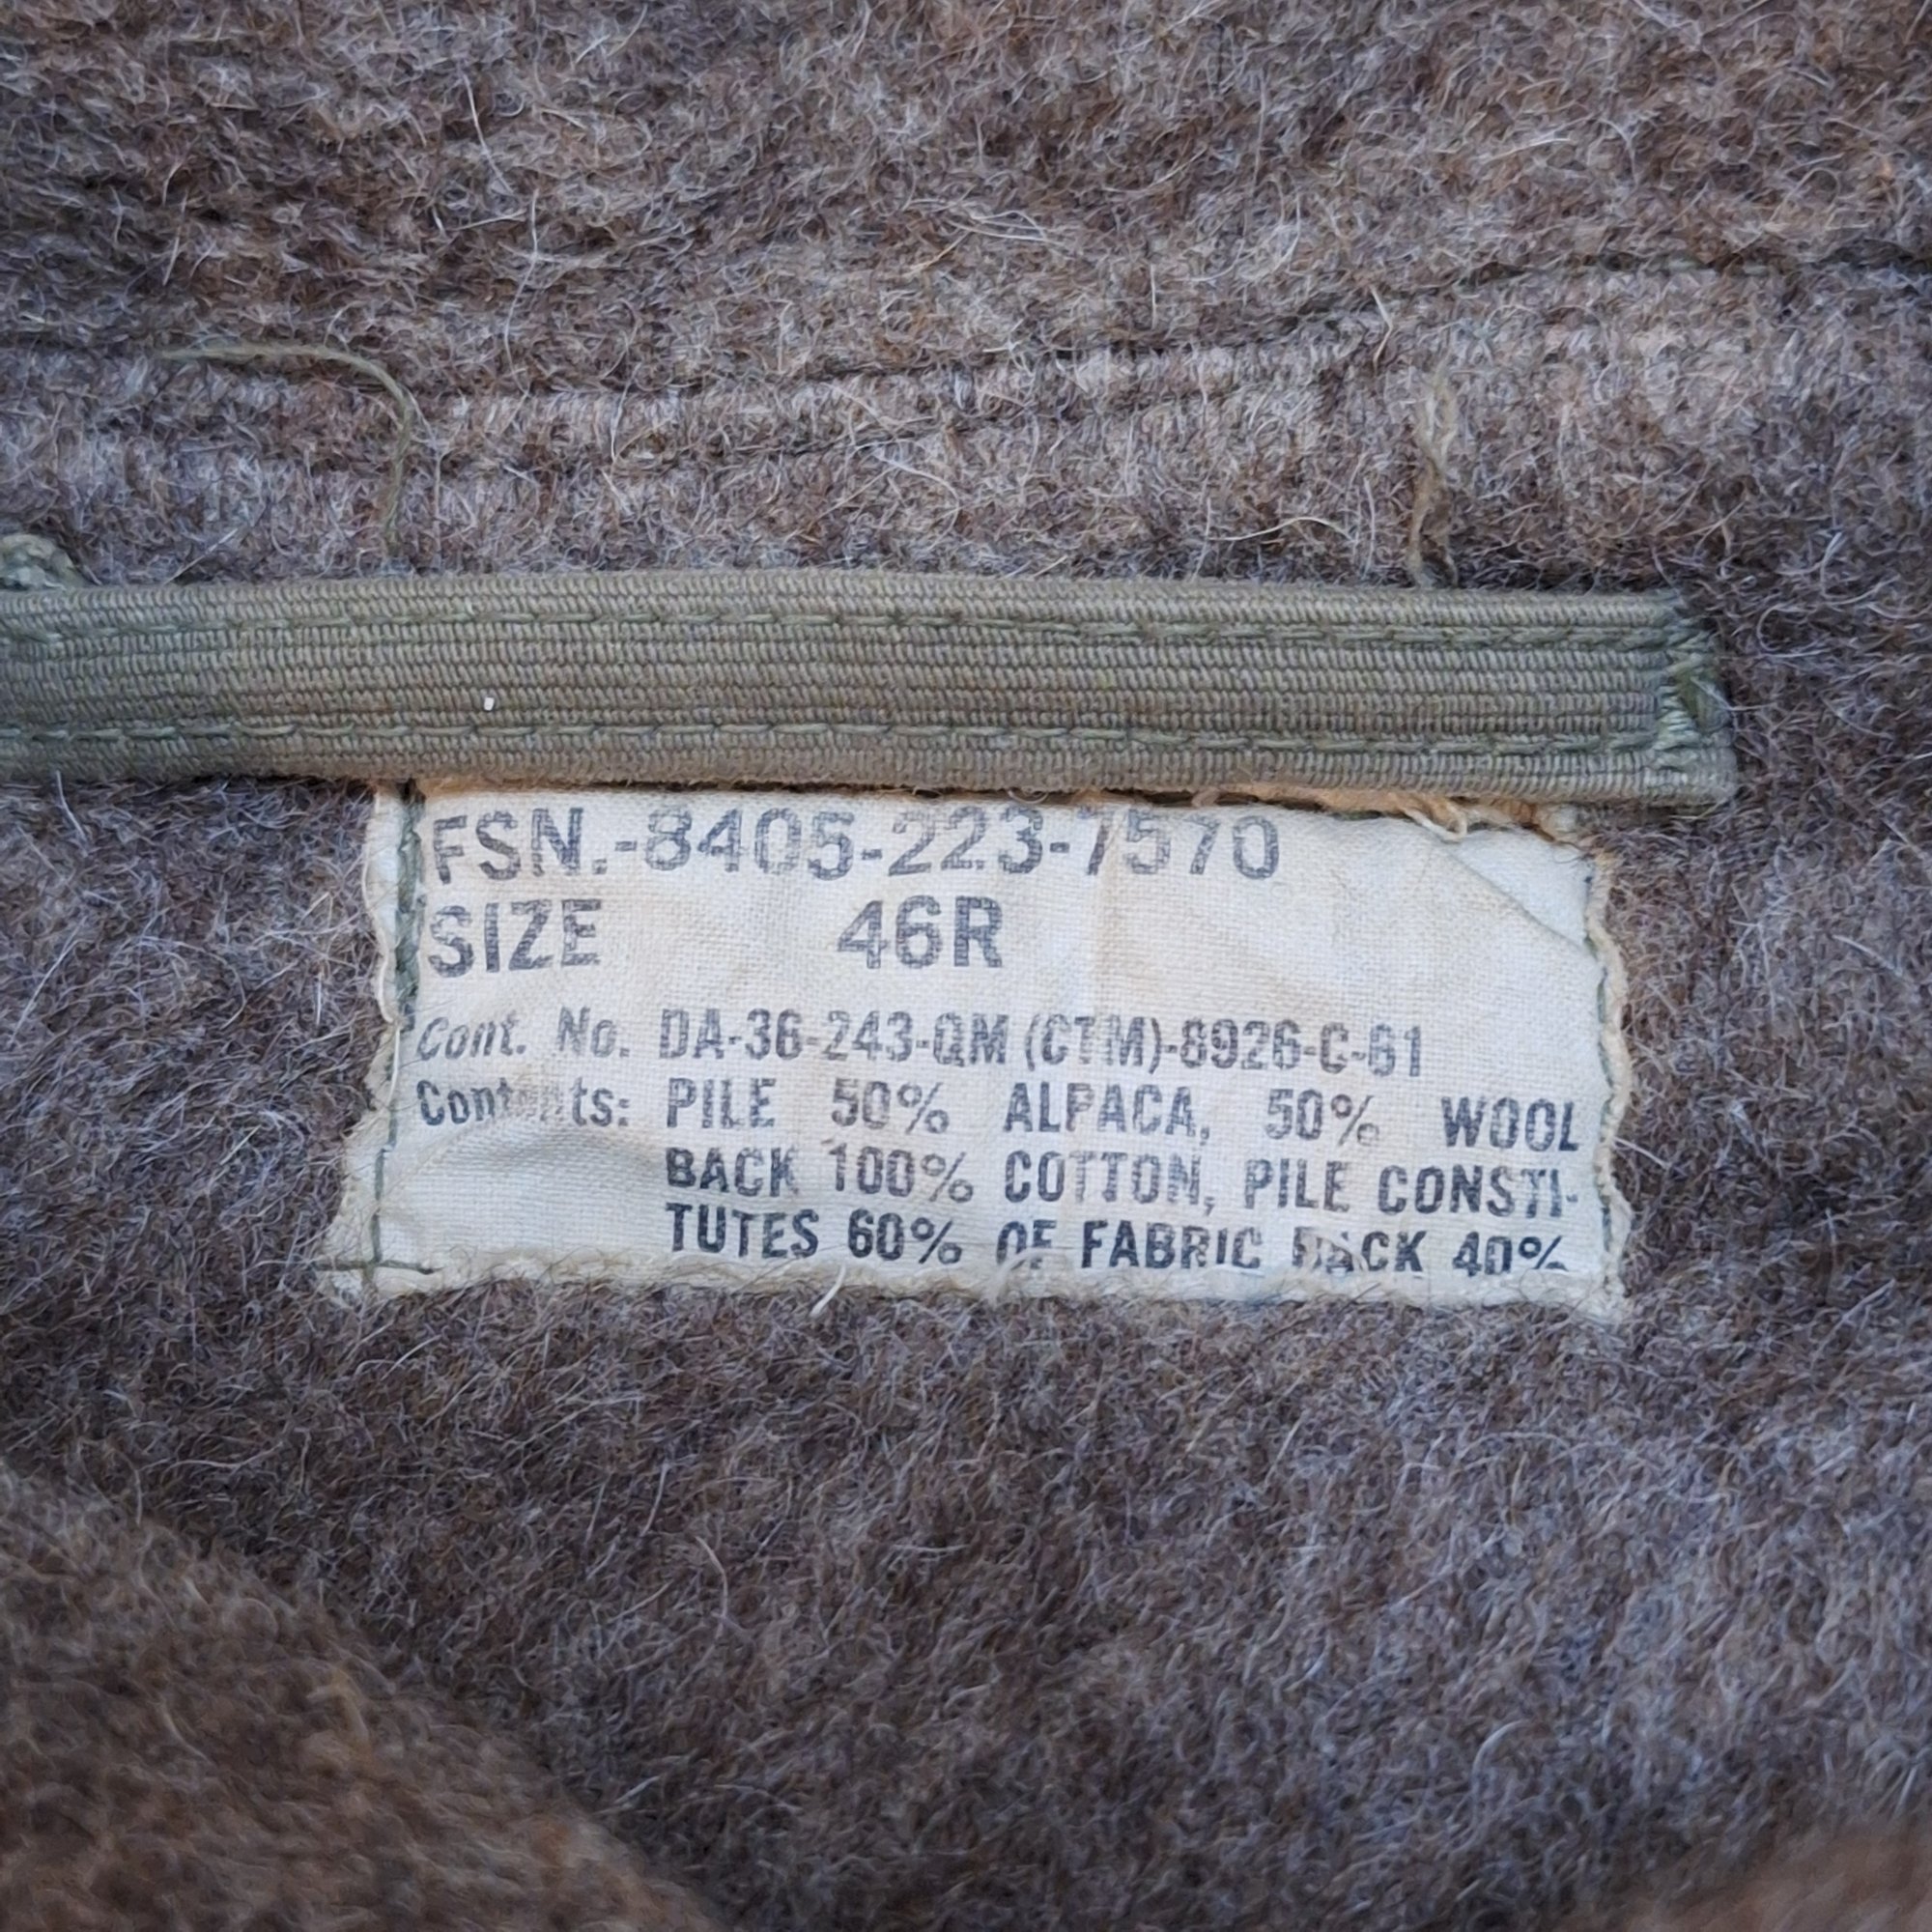 FSN.-8405-223-7570
SIZE 46R
Cont. No. DA-36-243-QM (CTM)-8926-C-61
Contents: PILE 50% ALPACA, 50% WOOL
BACK 100% COTTON, PILE CONSTI-
TUTES 60% OF FABRIC BACK 40%